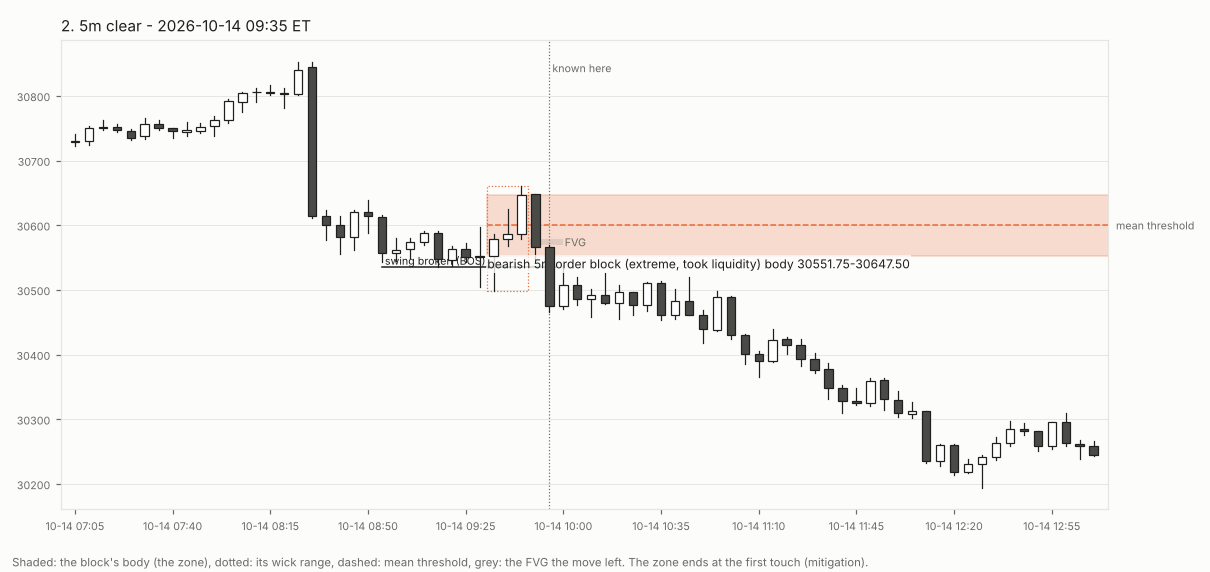 2. 5m clear - 2026-10-14 09:35 ET
known here
30800
30700
30600
30500
30400
30300
30200
mean threshold
FVG
swing broken (BOS)
bearish 5m order block (extreme, took liquidity) body 30551.75-30647.50
10-14 07:05
10-14 07:40
10-14 08:15
10-14 08:50
10-14 09:25
10-14 10:00
10-14 10:35
10-14 11:10
10-14 11:45
10-14 12:20
10-14 12:55
Shaded: the block's body (the zone), dotted: its wick range, dashed: mean threshold, grey: the FVG the move left. The zone ends at the first touch (mitigation).